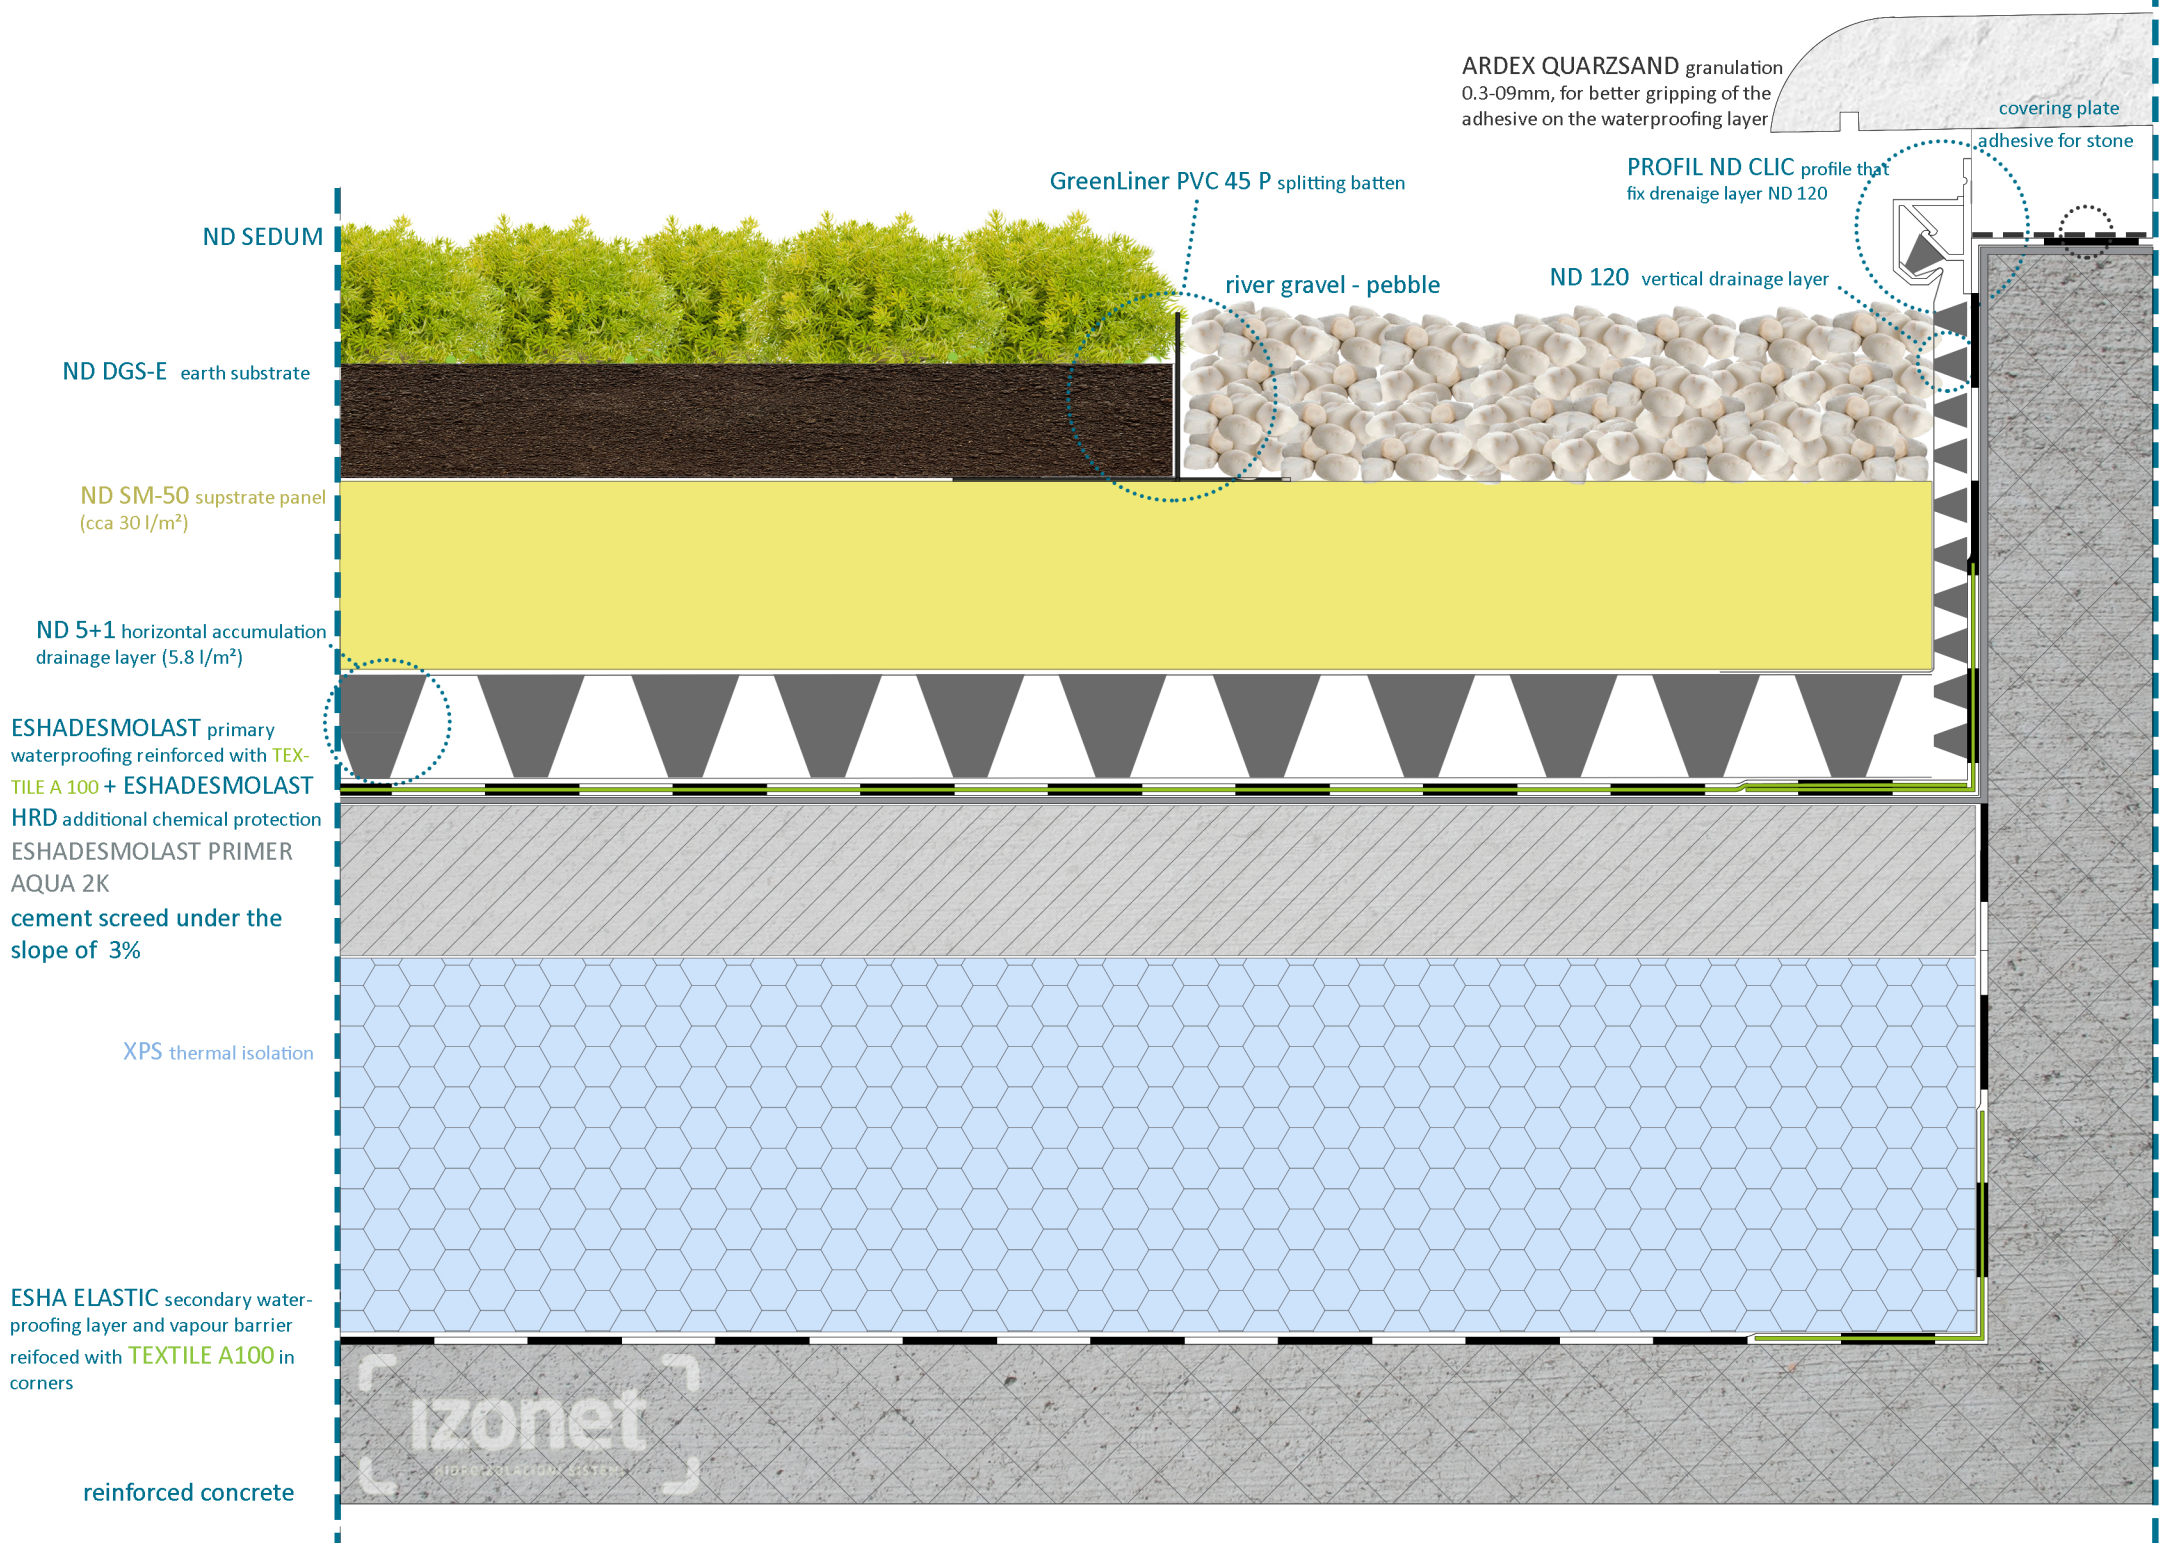 ARDEX QUARZSAND granulation
0.3-09mm, for better gripping of the
adhesive on the waterproofing layer
covering plate
adhesive for stone
PROFIL ND CLIC profile that
fix drenaige layer ND 120
GreenLiner PVC 45 P splitting batten
ND SEDUM
river gravel - pebble
ND 120 vertical drainage layer
ND DGS-E earth substrate
ND SM-50 supstrate panel
(cca 30 l/m²)
ND 5+1 horizontal accumulation
drainage layer (5.8 l/m²)
ESHADESMOLAST primary
waterproofing reinforced with TEX-
TILE A 100 + ESHADESMOLAST
HRD additional chemical protection
ESHADESMOLAST PRIMER
AQUA 2K
cement screed under the
slope of 3%
XPS thermal isolation
ESHA ELASTIC secondary water-
proofing layer and vapour barrier
reifoced with TEXTILE A100 in
corners
izonet
reinforced concrete